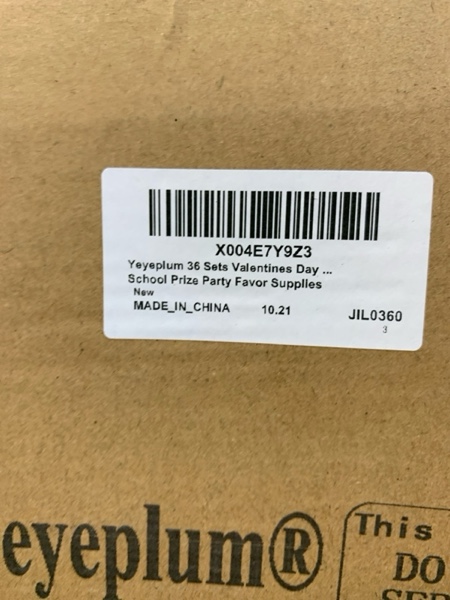 X004E7Y9Z3
Yeyeplum 36 Sets Valentines Day ...
School Prize Party Favor Supplies
New
MADE_IN_CHINA 10.21 JIL0360
3
eyeplum®
This
DO